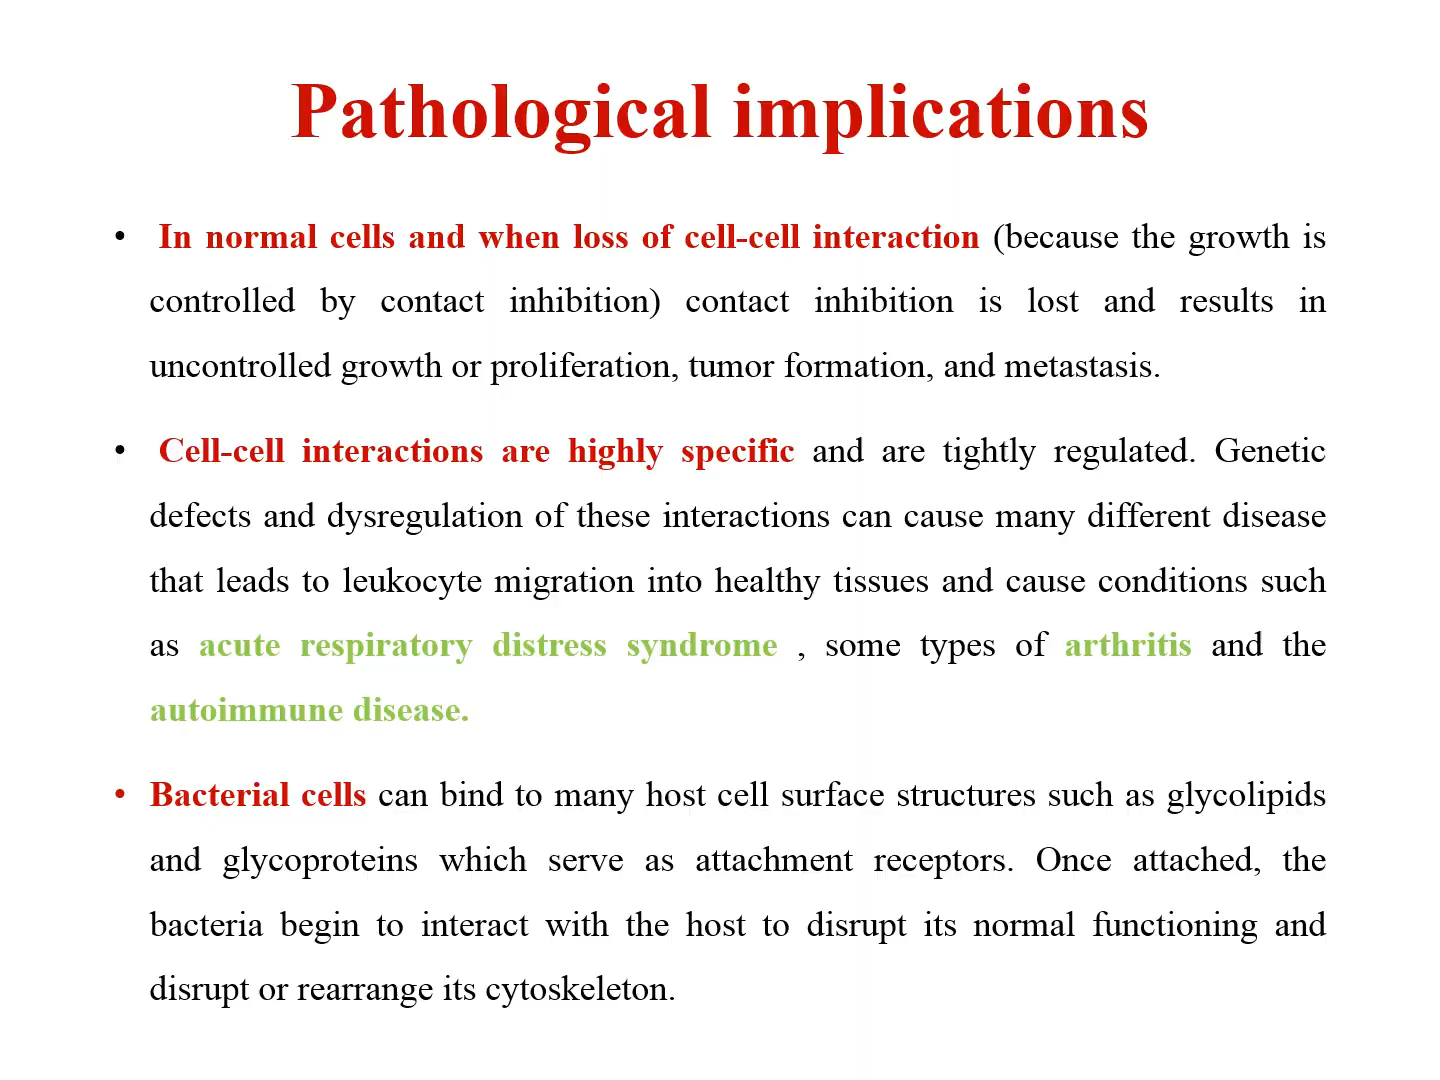 Pathological implications
• In normal cells and when loss of cell-cell interaction (because the growth is
controlled by contact inhibition) contact inhibition is lost and results in
uncontrolled growth or proliferation, tumor formation, and metastasis.
• Cell-cell interactions are highly specific and are tightly regulated. Genetic
defects and dysregulation of these interactions can cause many different disease
that leads to leukocyte migration into healthy tissues and cause conditions such
as acute respiratory distress syndrome , some types of arthritis and the
autoimmune disease.
• Bacterial cells can bind to many host cell surface structures such as glycolipids
and glycoproteins which serve as attachment receptors. Once attached, the
bacteria begin to interact with the host to disrupt its normal functioning and
disrupt or rearrange its cytoskeleton.